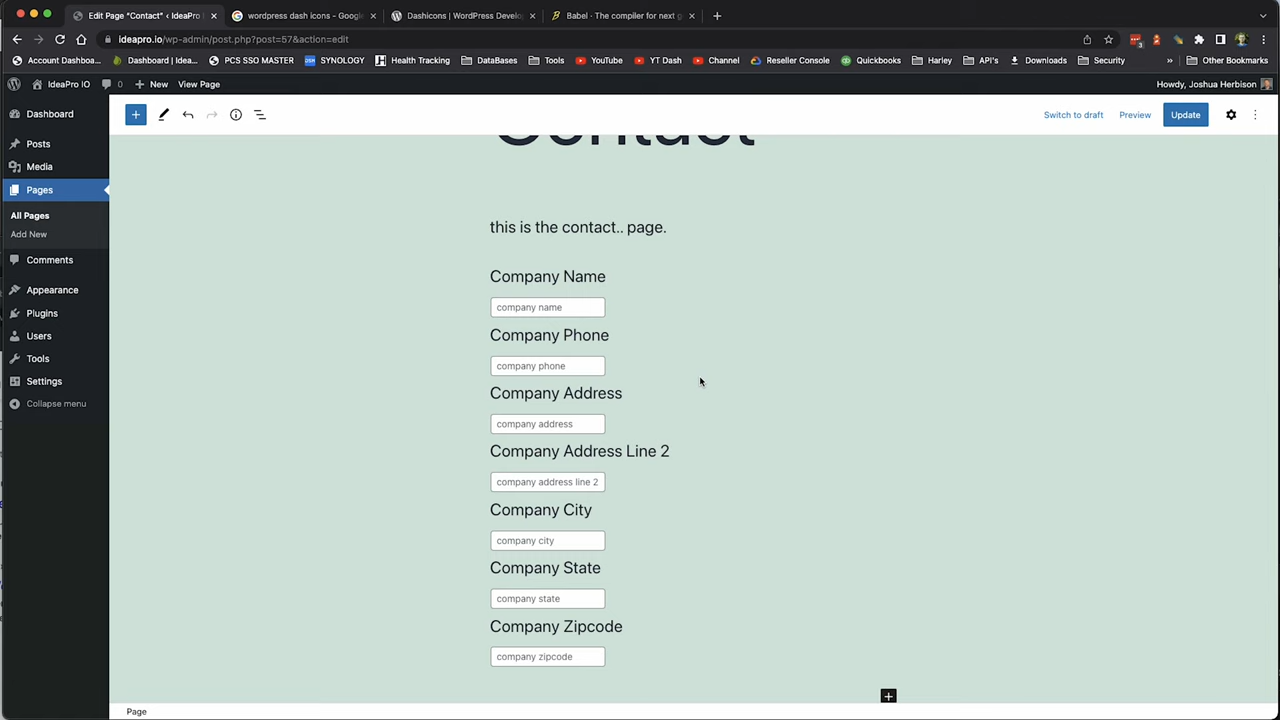 Edit Page "Contact" ‹ IdeaPro
wordpress dash icons - Google
Dashicons | WordPress Develo
Babel · The compiler for next g
ideapro.io/wp-admin/post.php?post=57&action=edit
Account Dashbo...
Dashboard | Idea...
PCS SSO MASTER
DSM SYNOLOGY
Health Tracking
DataBases
Tools
YouTube
YT Dash
Channel
Reseller Console
Quickbooks
Harley
API's
Downloads
Security
Other Bookmarks
IdeaPro IO
0
New
View Page
Howdy, Joshua Herbison
Dashboard
Posts
Media
Pages
All Pages
Add New
Comments
Appearance
Plugins
Users
Tools
Settings
Collapse menu
Switch to draft
Preview
Update
Contact
this is the contact.. page.
Company Name
company name
Company Phone
company phone
Company Address
company address
Company Address Line 2
company address line 2
Company City
company city
Company State
company state
Company Zipcode
company zipcode
Page